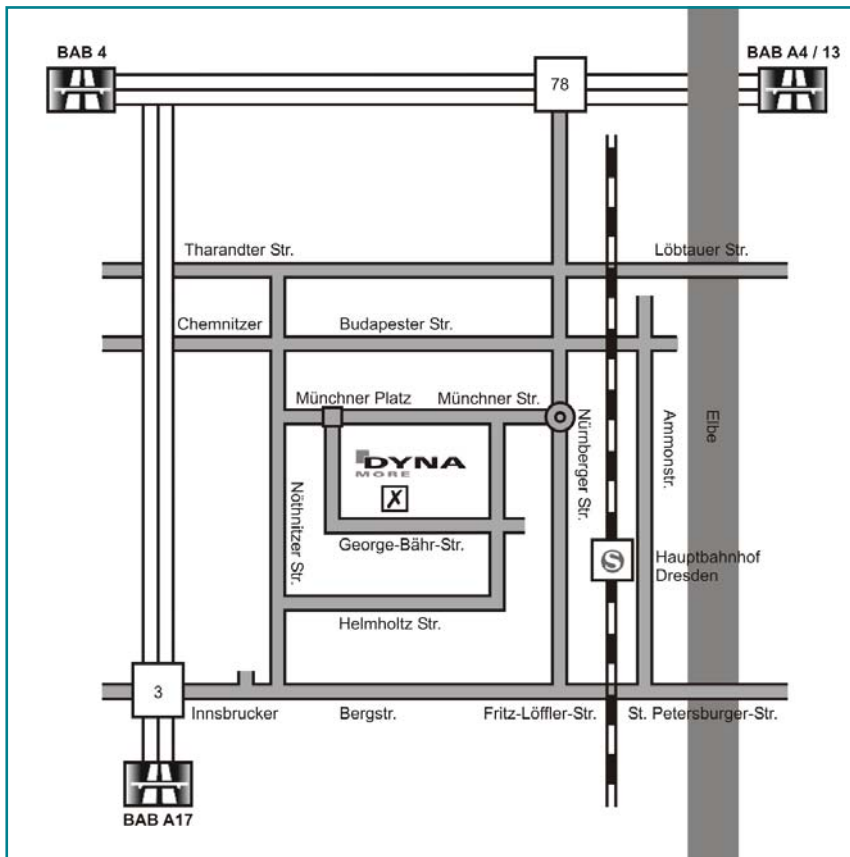 BAB 4
BAB A4 / 13
78
Tharandter Str.
Löbtauer Str.
Chemnitzer
Budapester Str.
Münchner Platz
Münchner Str.
Nürnberger Str.
Ammonstr.
Elbe
DYNA
MORE
X
Nöthnitzer Str.
George-Bähr-Str.
S
Hauptbahnhof
Dresden
Helmholtz Str.
3
Innsbrucker
Bergstr.
Fritz-Löffler-Str.
St. Petersburger-Str.
BAB A17